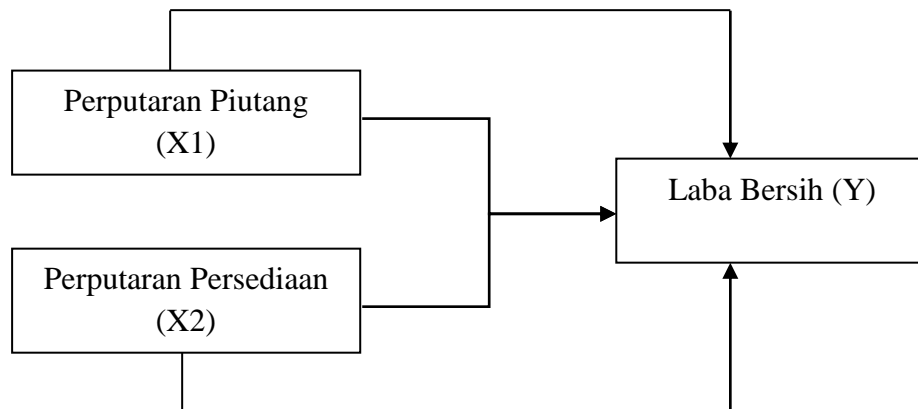 Perputaran Piutang
(X1)
Laba Bersih (Y)
Perputaran Persediaan
(X2)